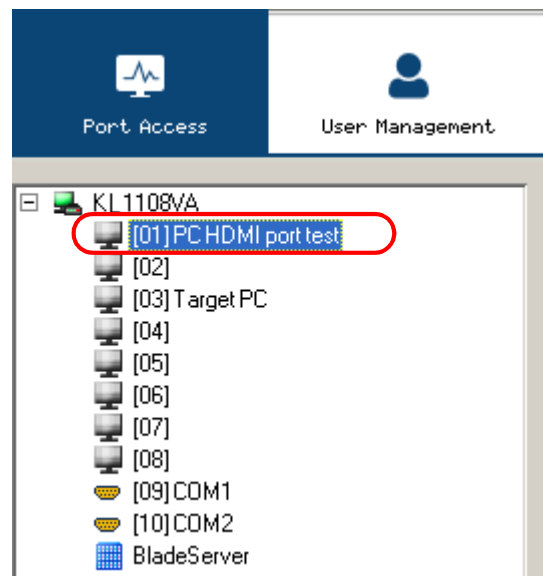 Port Access
User Management
KL1108VA
[01]PC HDMI port test
[02]
[03] Target PC
[04]
[05]
[06]
[07]
[08]
[09]COM1
[10]COM2
BladeServer